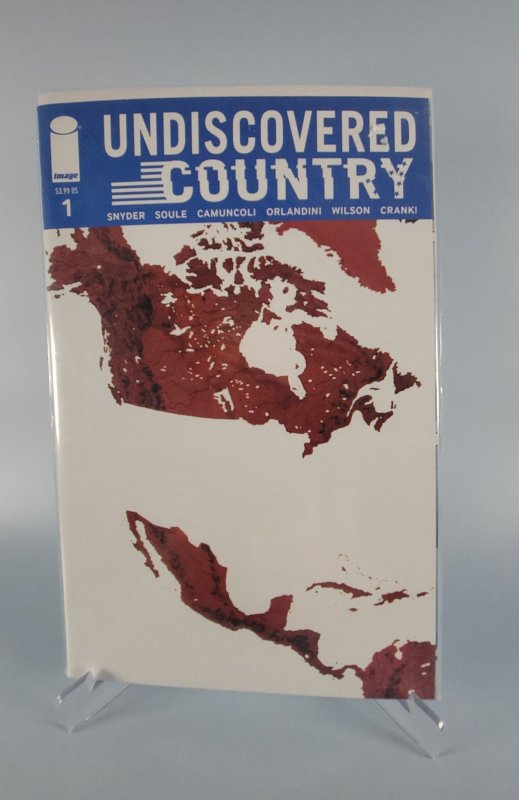 UNDISCOVERED
COUNTRY
image
$3.99 US
1
SNYDER SOULE CAMUNCOLI ORLANDINI WILSON CRANK!